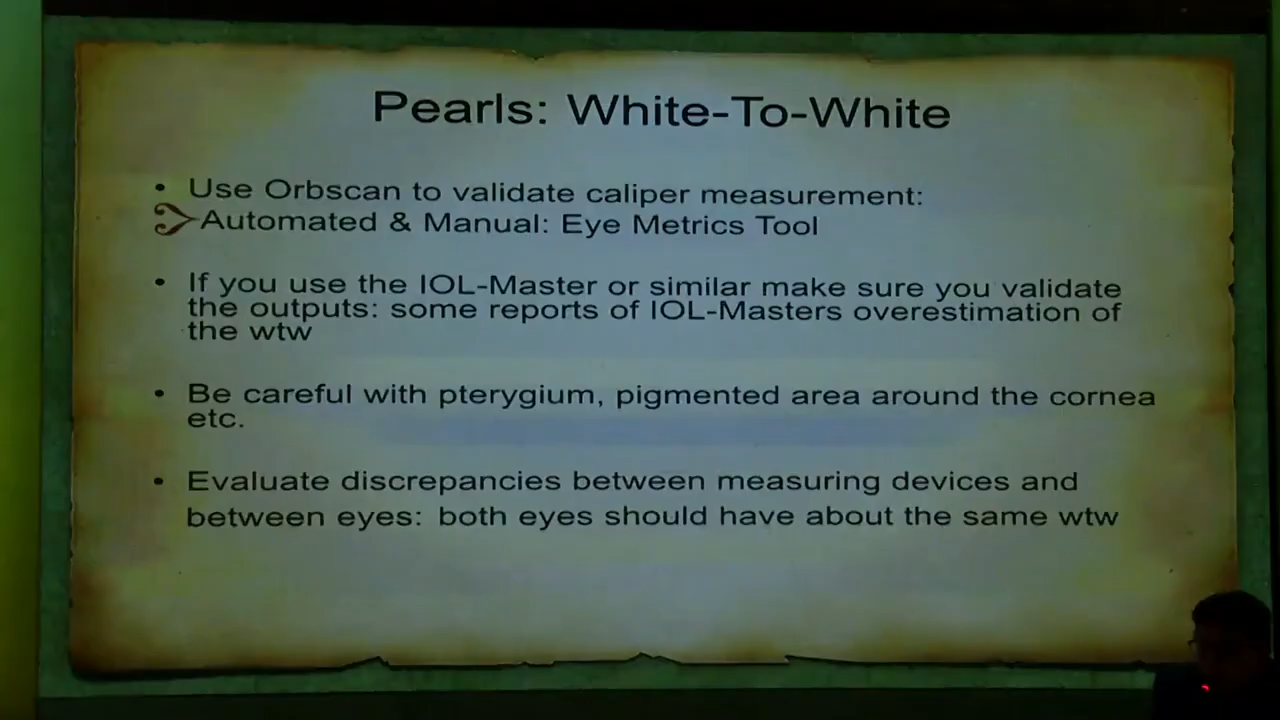 Pearls: White-To-White
• Use Orbscan to validate caliper measurement:
Automated & Manual: Eye Metrics Tool
• If you use the IOL-Master or similar make sure you validate
the outputs: some reports of IOL-Masters overestimation of
the wtw
• Be careful with pterygium, pigmented area around the cornea
etc.
• Evaluate discrepancies between measuring devices and
between eyes: both eyes should have about the same wtw